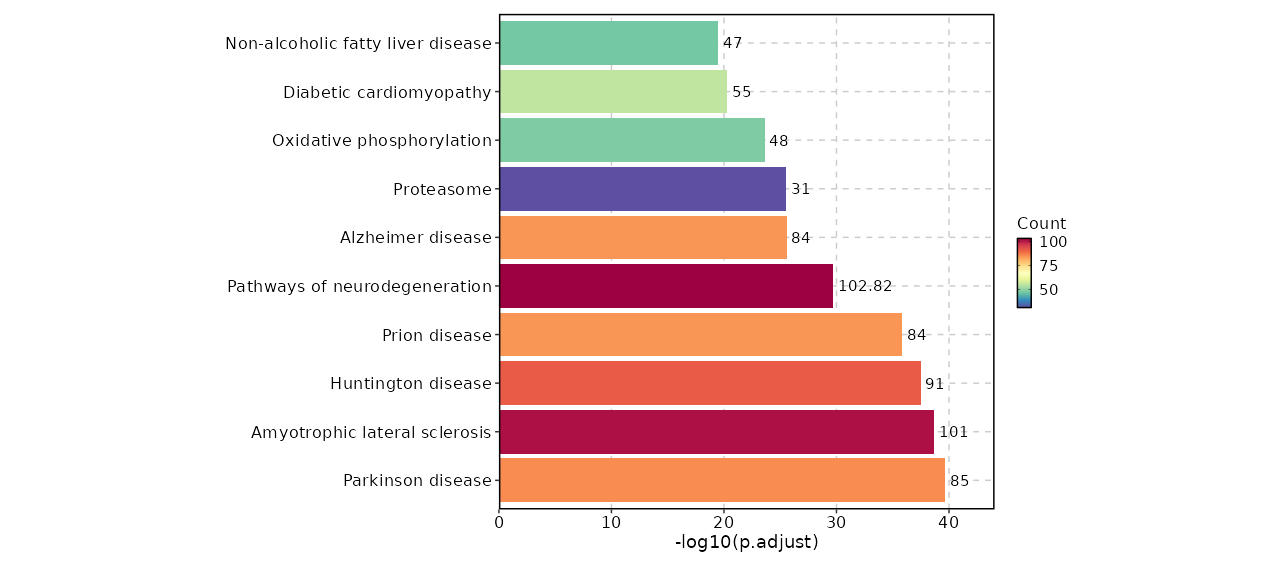 Non-alcoholic fatty liver disease 47
Diabetic cardiomyopathy 55
Oxidative phosphorylation 48
Proteasome 31
Alzheimer disease 84
Pathways of neurodegeneration 102.82
Prion disease 84
Huntington disease 91
Amyotrophic lateral sclerosis 101
Parkinson disease 85
0 10 20 30 40
-log10(p.adjust)
Count
100
75
50